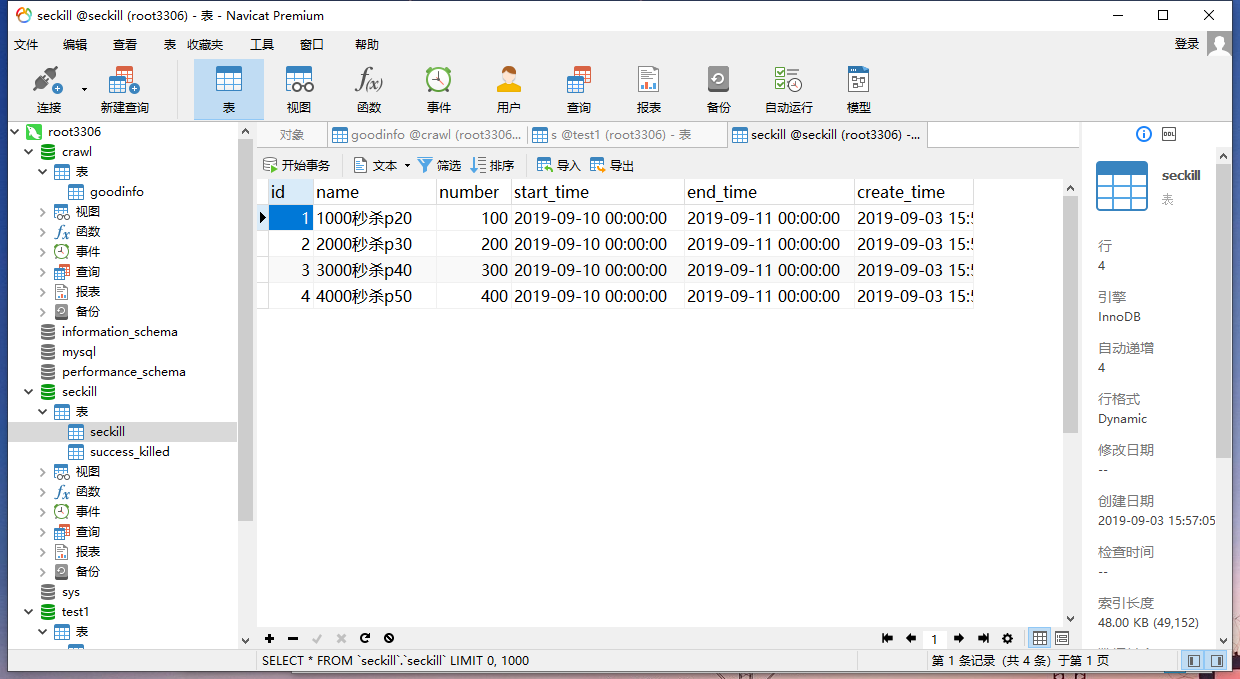 seckill @seckill (root3306) - 表 - Navicat Premium
文件 编辑 查看 表 收藏夹 工具 窗口 帮助 登录
连接 新建查询 表 视图 函数 事件 用户 查询 报表 备份 自动运行 模型
对象 goodinfo @crawl (root3306... s @test1 (root3306) - 表 seckill @seckill (root3306) -...
开始事务 文本 筛选 排序 导入 导出
root3306
crawl
表
goodinfo
视图
函数
事件
查询
报表
备份
information_schema
mysql
performance_schema
seckill
表
seckill
success_killed
视图
函数
事件
查询
报表
备份
sys
test1
表
id name number start_time end_time create_time
1 1000秒杀p20 100 2019-09-10 00:00:00 2019-09-11 00:00:00 2019-09-03 15:5
2 2000秒杀p30 200 2019-09-10 00:00:00 2019-09-11 00:00:00 2019-09-03 15:5
3 3000秒杀p40 300 2019-09-10 00:00:00 2019-09-11 00:00:00 2019-09-03 15:5
4 4000秒杀p50 400 2019-09-10 00:00:00 2019-09-11 00:00:00 2019-09-03 15:5
DDL
seckill
表
行
4
引擎
InnoDB
自动递增
4
行格式
Dynamic
修改日期
--
创建日期
2019-09-03 15:57:05
检查时间
--
索引长度
48.00 KB (49,152)
1
SELECT * FROM `seckill`.`seckill` LIMIT 0, 1000
第 1 条记录 (共 4 条) 于第 1 页